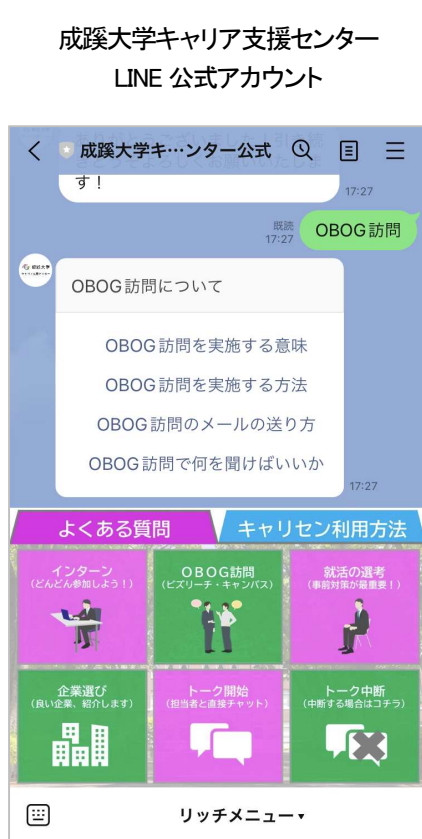 成蹊大学キャリア支援センター
LINE 公式アカウント
成蹊大学キ…ンター公式
す！
17:27
既読
17:27
OBOG訪問
OBOG訪問について
OBOG訪問を実施する意味
OBOG訪問を実施する方法
OBOG訪問のメールの送り方
OBOG訪問で何を聞けばいいか
17:27
よくある質問
キャリセン利用方法
インターン
(どんどん参加しよう！)
OBOG訪問
(ビズリーチ・キャンパス)
就活の選考
(事前対策が最重要！)
企業選び
(良い企業、紹介します)
トーク開始
(担当者と直接チャット)
トーク中断
(中断する場合はコチラ)
リッチメニュー▾